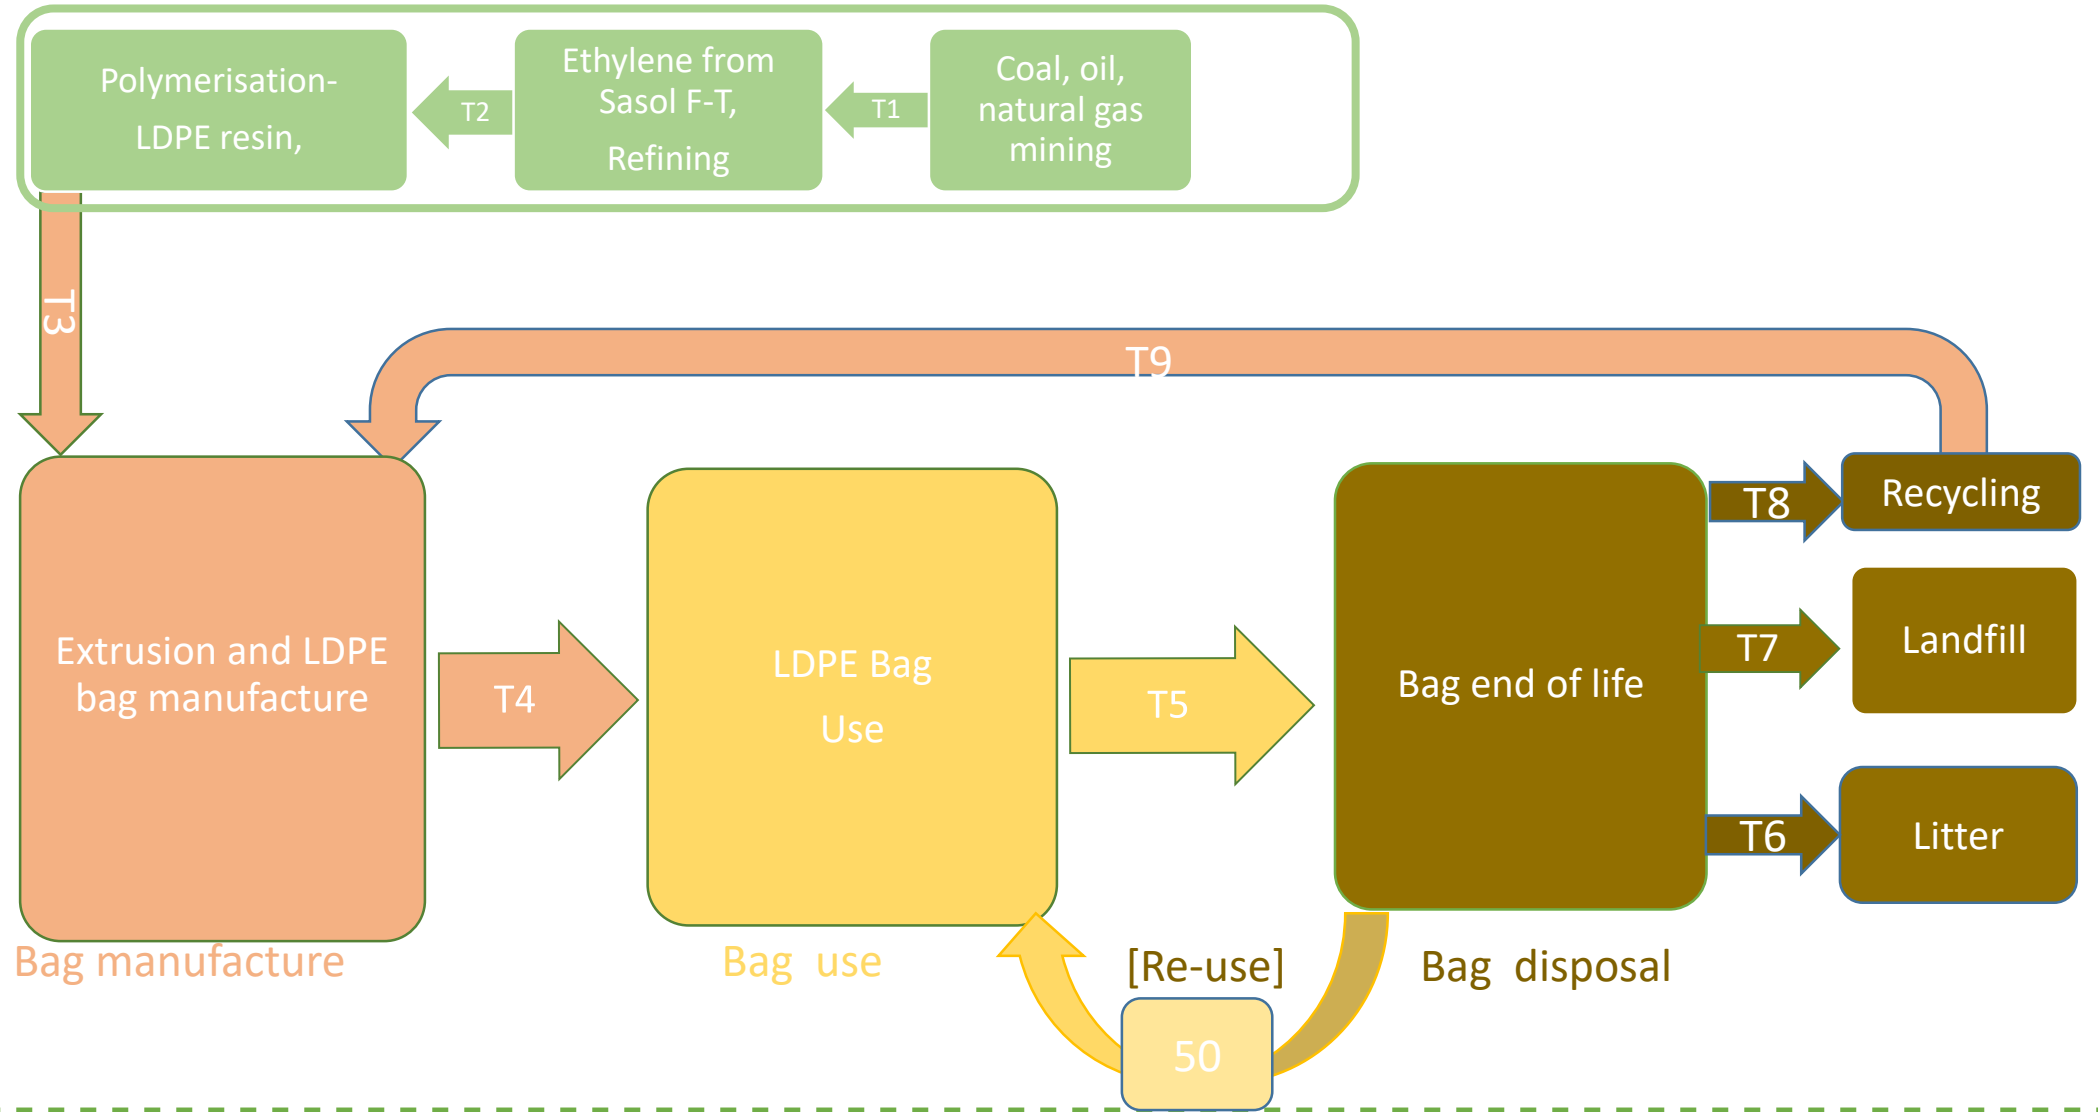 Polymerisation-
LDPE resin,
T2
Ethylene from
Sasol F-T,
Refining
T1
Coal, oil,
natural gas
mining
T3
T9
Extrusion and LDPE
bag manufacture
T4
LDPE Bag
Use
T5
Bag end of life
T8
Recycling
T7
Landfill
T6
Litter
Bag manufacture
Bag use
[Re-use]
Bag disposal
50